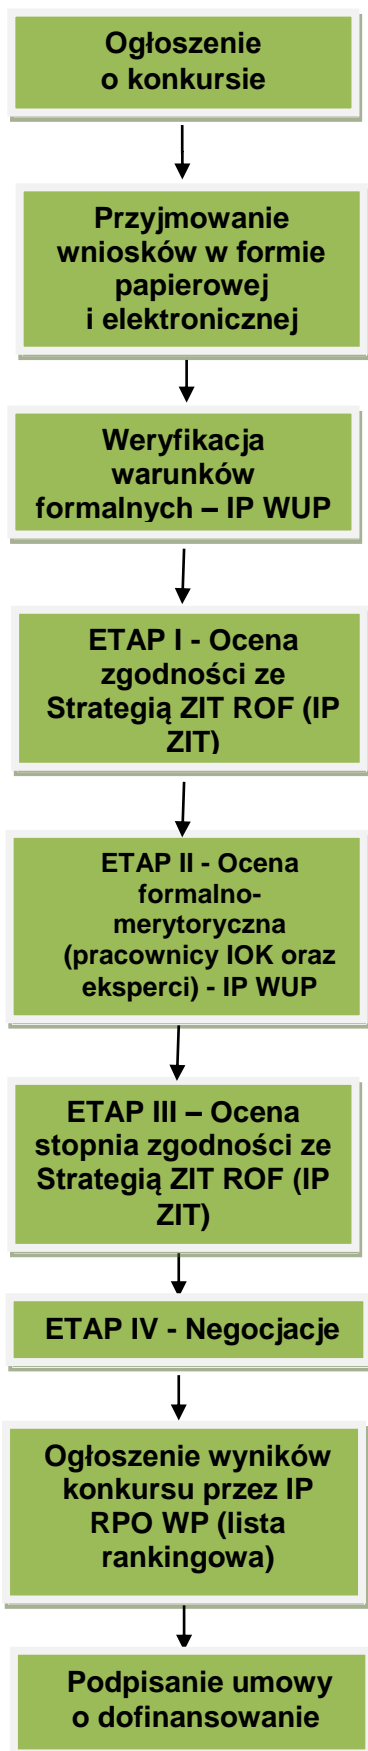 Ogłoszenie
o konkursie
Przyjmowanie
wniosków w formie
papierowej
i elektronicznej
Weryfikacja
warunków
formalnych – IP WUP
ETAP I - Ocena
zgodności ze
Strategią ZIT ROF (IP
ZIT)
ETAP II - Ocena
formalno-
merytoryczna
(pracownicy IOK oraz
eksperci) - IP WUP
ETAP III – Ocena
stopnia zgodności ze
Strategią ZIT ROF (IP
ZIT)
ETAP IV - Negocjacje
Ogłoszenie wyników
konkursu przez IP
RPO WP (lista
rankingowa)
Podpisanie umowy
o dofinansowanie